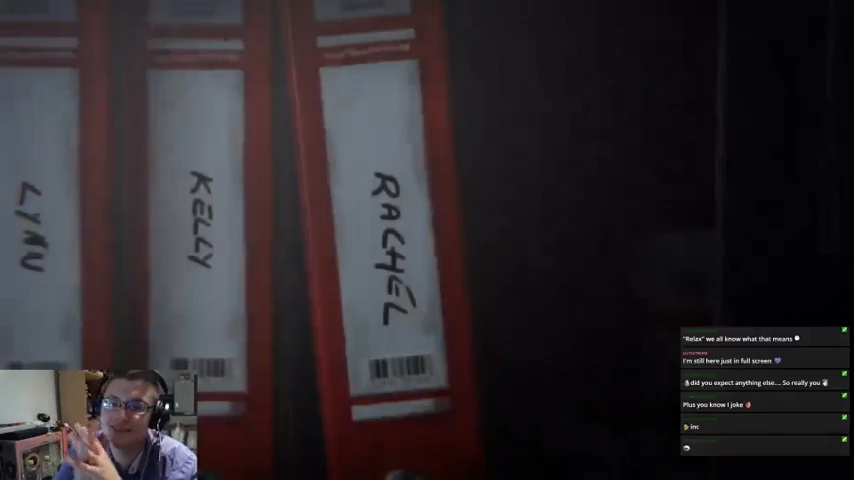 LYNN
KELLY
RACHEL
"Relax" we all know what that means
I'm still here just in full screen
did you expect anything else.... So really you
Plus you know I joke
inc